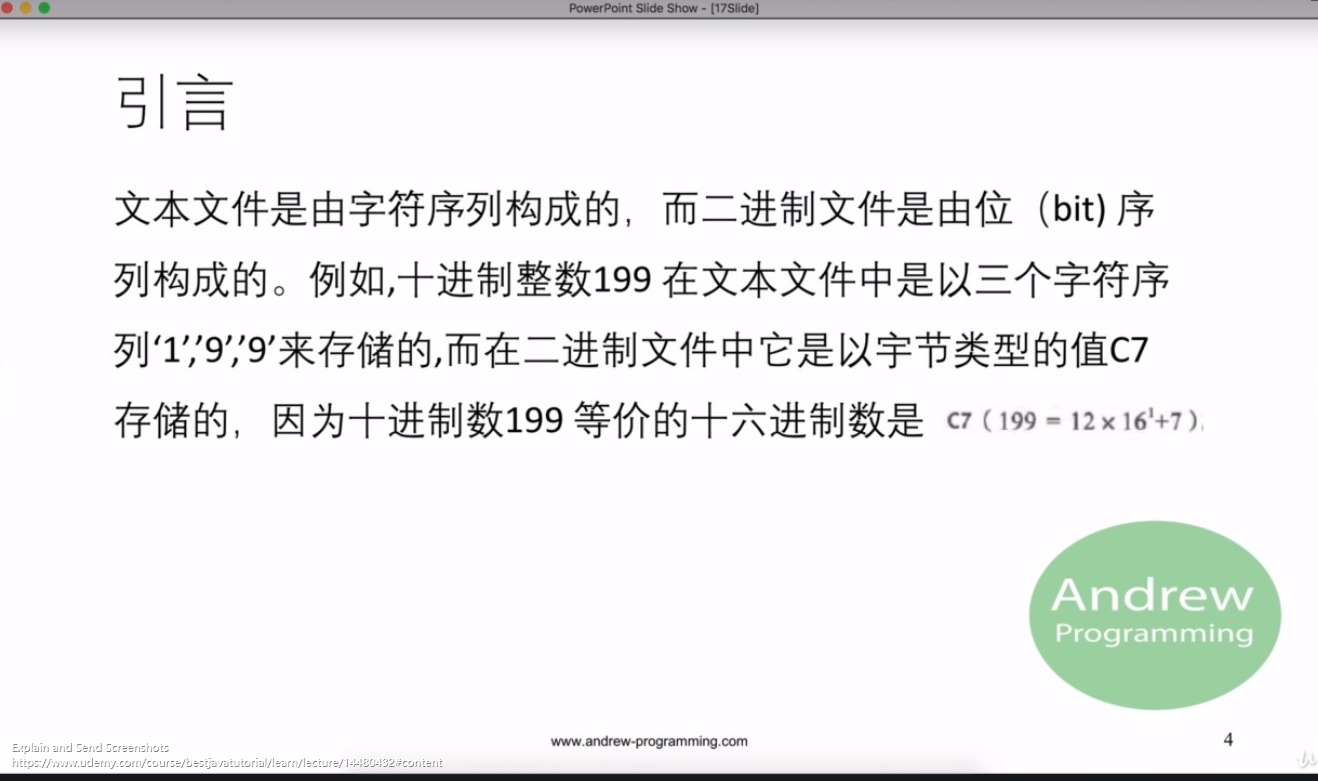 PowerPoint Slide Show - [17Slide]
引言
文本文件是由字符序列构成的，而二进制文件是由位（bit) 序
列构成的。例如,十进制整数199 在文本文件中是以三个字符序
列‘1’,’9’,’9’来存储的,而在二进制文件中它是以字节类型的值C7
存储的，因为十进制数199 等价的十六进制数是 C7（199 = 12 × 16¹+7）.
Andrew
Programming
www.andrew-programming.com
4
Explain and Send Screenshots
https://www.udemy.com/course/bestjavatutorial/learn/lecture/14480432#content